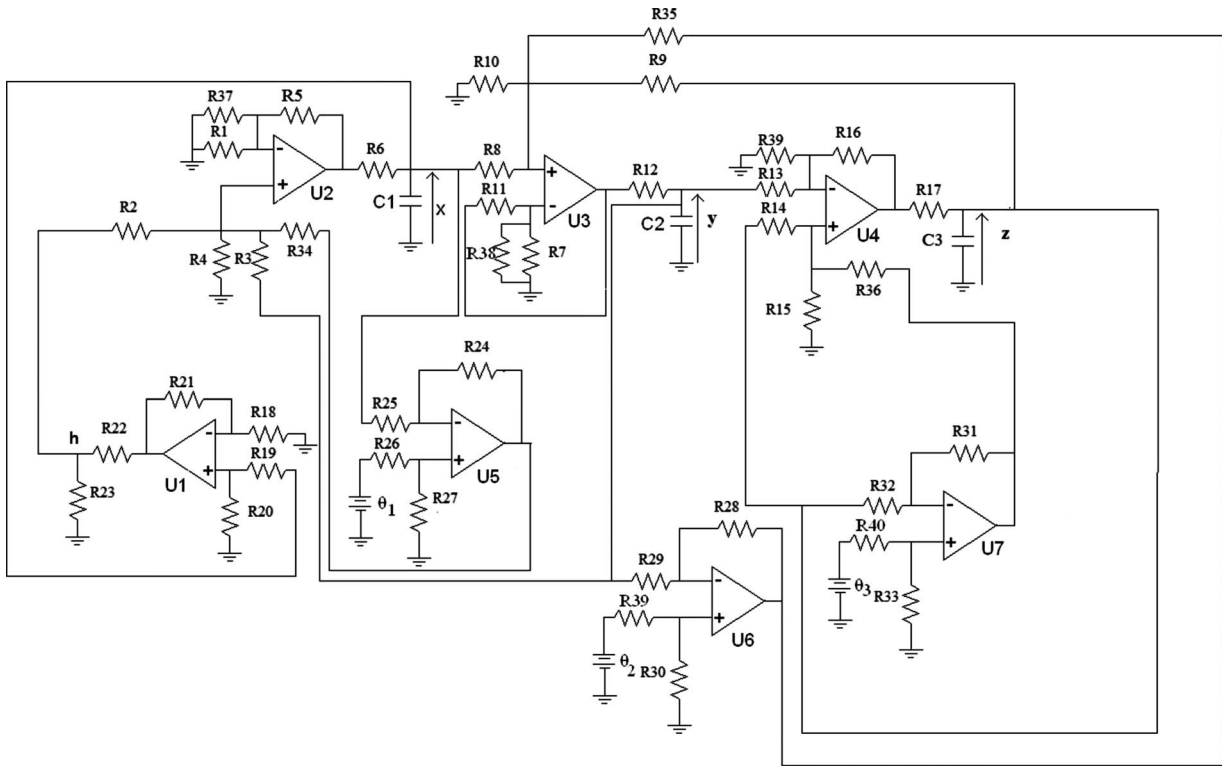 R35
R10
R9
R37
R5
R1
R6
R8
R39
R16
R13
R12
R11
R17
R14
U2
U3
U4
C1
x
C2
y
C3
z
R2
R4
R3
R34
R38
R7
R36
R15
R24
R21
R25
R31
h
R22
R18
R19
R26
R32
U1
U5
R23
R20
θ1
R27
R28
R40
U7
R29
R39
θ3
R33
U6
θ2
R30
-
+
+
-
-
+
-
+
-
+
-
+
-
+